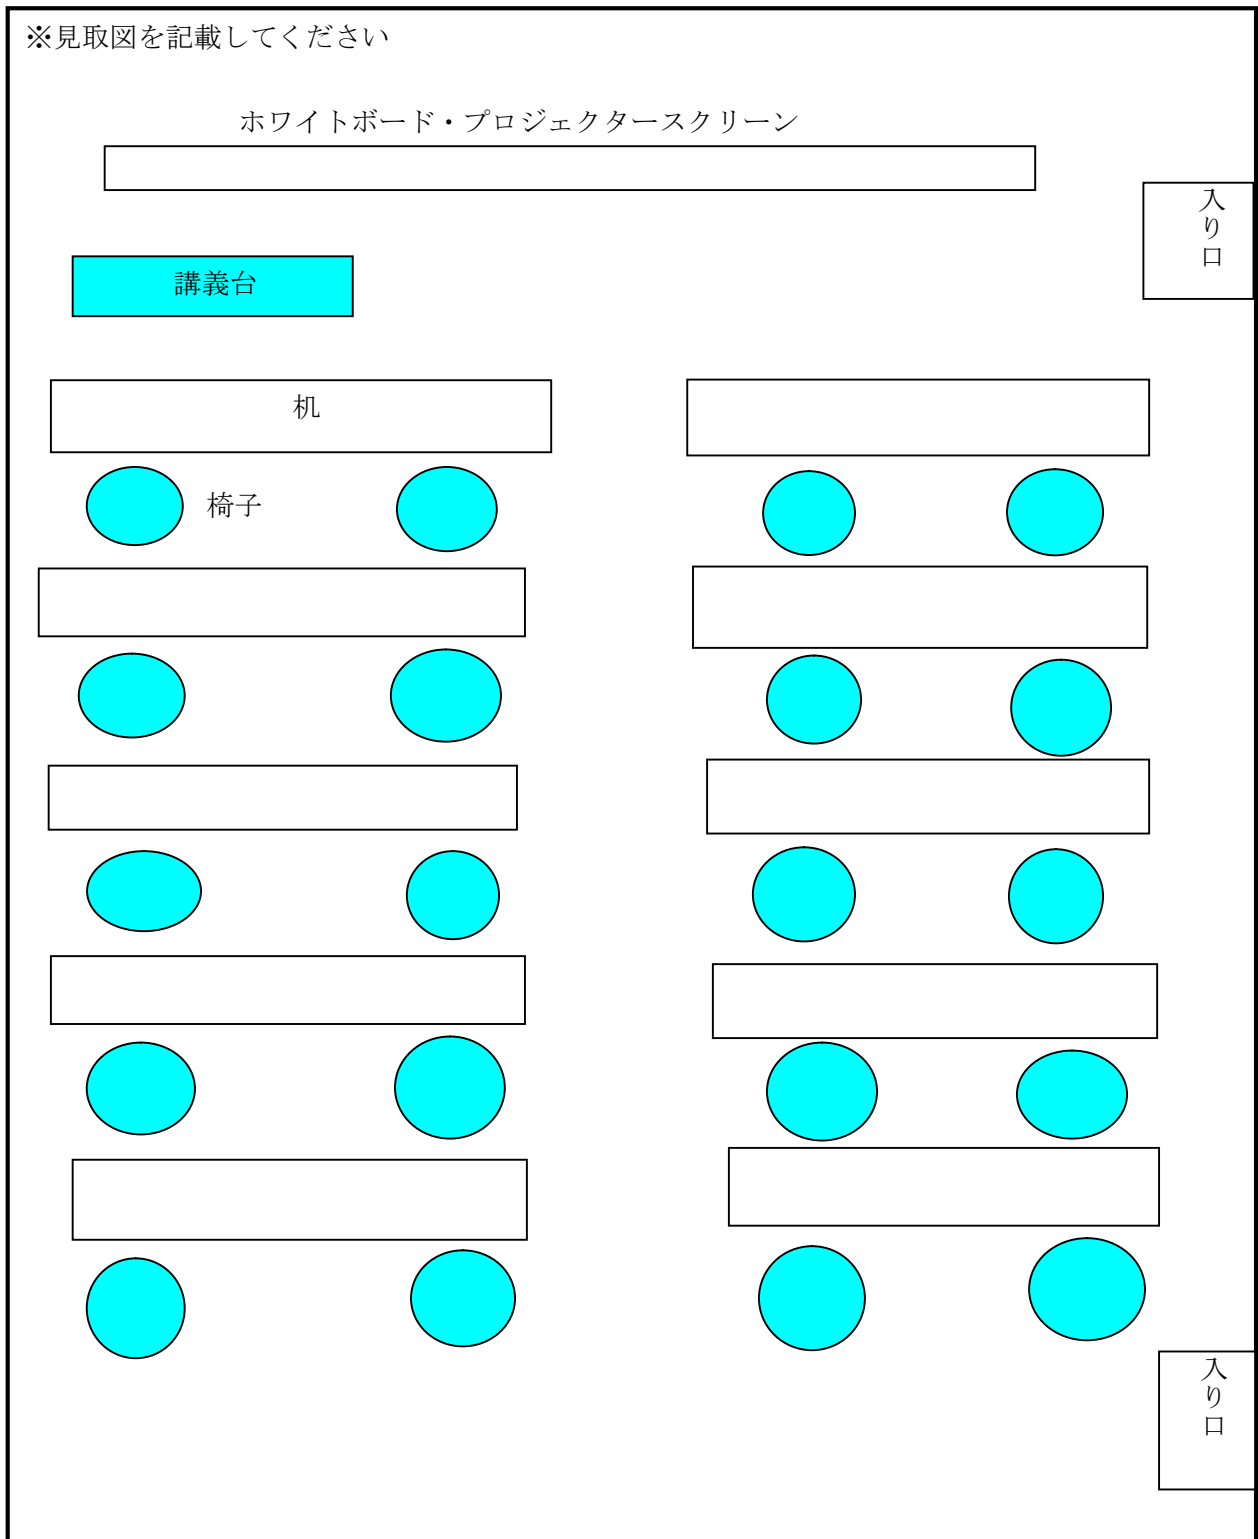 ※見取図を記載してください
ホワイトボード・プロジェクタースクリーン
入り口
講義台
机
椅子
入り口